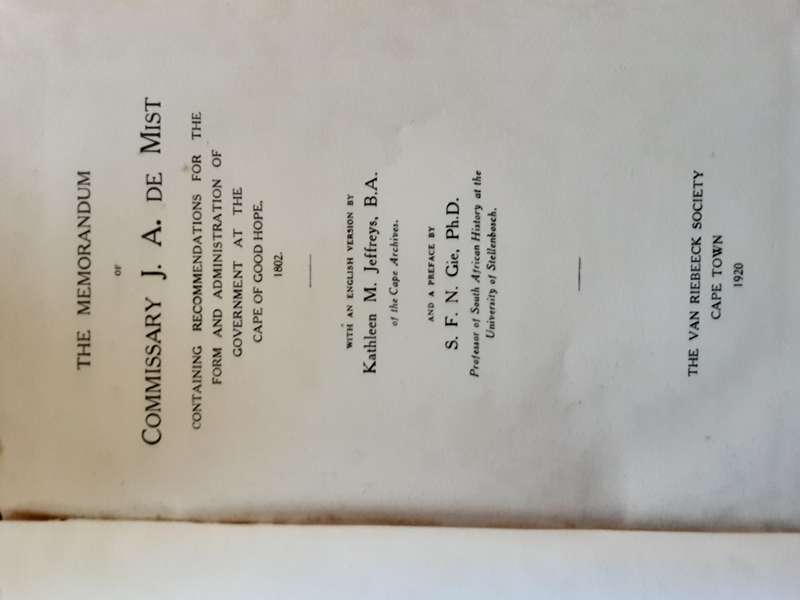 THE MEMORANDUM
OF
COMMISSARY J. A. DE MIST
CONTAINING RECOMMENDATIONS FOR THE
FORM AND ADMINISTRATION OF
GOVERNMENT AT THE
CAPE OF GOOD HOPE.
1802.
WITH AN ENGLISH VERSION BY
Kathleen M. Jeffreys, B.A.
of the Cape Archives.
AND A PREFACE BY
S. F. N. Gie, Ph.D.
Professor of South African History at the
University of Stellenbosch.
THE VAN RIEBEECK SOCIETY
CAPE TOWN
1920